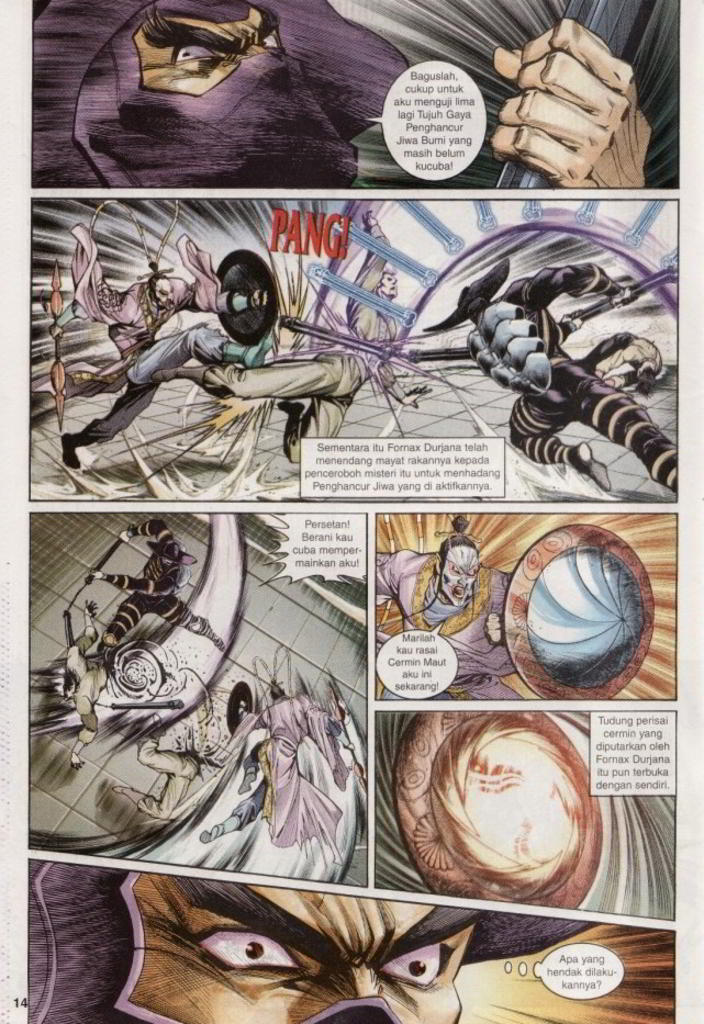 Baguslah,
cukup untuk
aku menguji lima
lagi Tujuh Gaya
Penghancur
Jiwa Bumi yang
masih belum
kucuba!
PANG!
Sementara itu Fornax Durjana telah
menendang mayat rakannya kepada
penceroboh misteri itu untuk menghadang
Penghancur Jiwa yang di aktifkannya.
Persetan!
Berani kau
cuba memper-
mainkan aku!
Marilah
kau rasai
Cermin Maut
aku ini
sekarang!
Tudung perisai
cermin yang
diputarkan oleh
Fornax Durjana
itu pun terbuka
dengan sendiri.
Apa yang
hendak dilaku-
kannya?
14